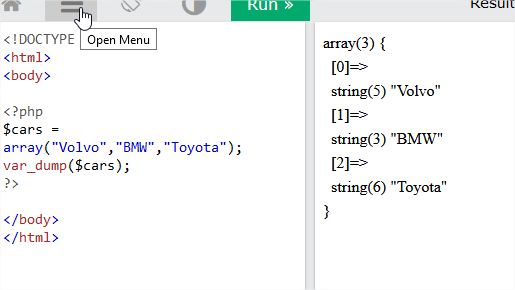 Run »
Result
Open Menu
<!DOCTYPE
<html>
<body>
<?php
$cars =
array("Volvo","BMW","Toyota");
var_dump($cars);
?>
</body>
</html>
array(3) {
[0]=>
string(5) "Volvo"
[1]=>
string(3) "BMW"
[2]=>
string(6) "Toyota"
}